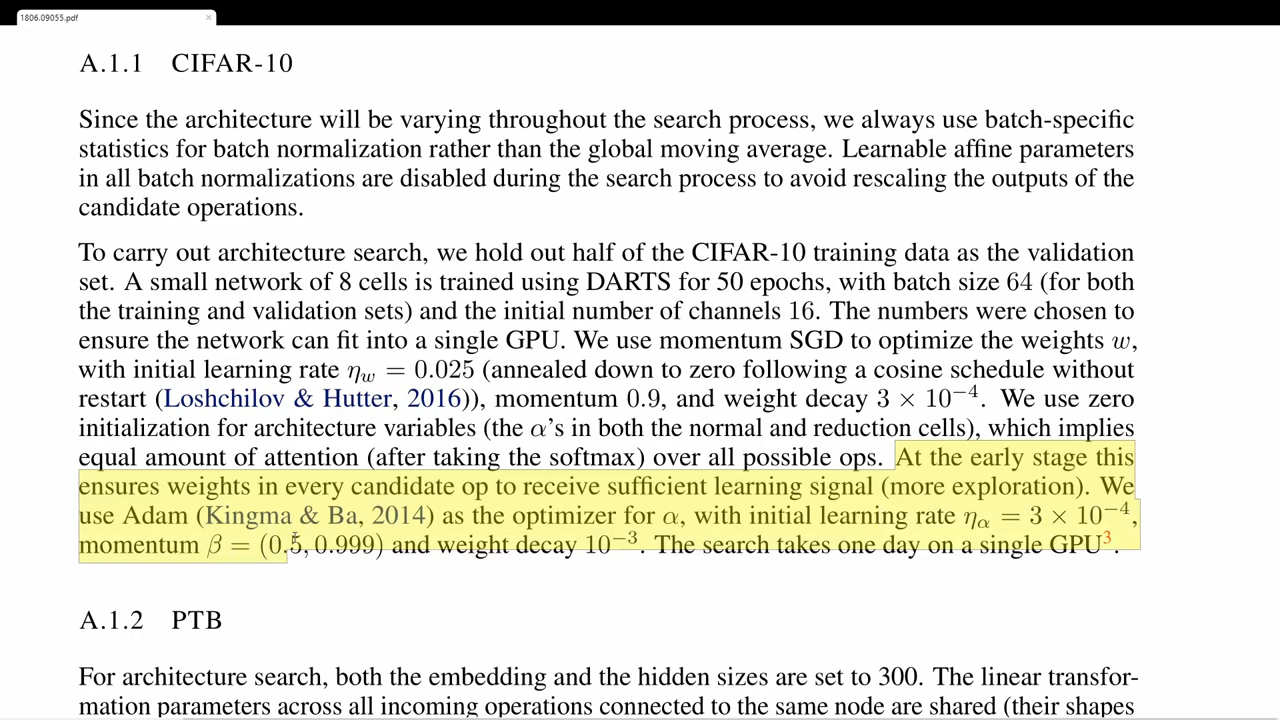 1806.09055.pdf ×
A.1.1 CIFAR-10
Since the architecture will be varying throughout the search process, we always use batch-specific
statistics for batch normalization rather than the global moving average. Learnable affine parameters
in all batch normalizations are disabled during the search process to avoid rescaling the outputs of the
candidate operations.
To carry out architecture search, we hold out half of the CIFAR-10 training data as the validation
set. A small network of 8 cells is trained using DARTS for 50 epochs, with batch size 64 (for both
the training and validation sets) and the initial number of channels 16. The numbers were chosen to
ensure the network can fit into a single GPU. We use momentum SGD to optimize the weights w,
with initial learning rate η_w = 0.025 (annealed down to zero following a cosine schedule without
restart (Loshchilov & Hutter, 2016)), momentum 0.9, and weight decay 3 × 10⁻⁴. We use zero
initialization for architecture variables (the α’s in both the normal and reduction cells), which implies
equal amount of attention (after taking the softmax) over all possible ops. At the early stage this
ensures weights in every candidate op to receive sufficient learning signal (more exploration). We
use Adam (Kingma & Ba, 2014) as the optimizer for α, with initial learning rate η_α = 3 × 10⁻⁴,
momentum β = (0.5, 0.999) and weight decay 10⁻³. The search takes one day on a single GPU³.
A.1.2 PTB
For architecture search, both the embedding and the hidden sizes are set to 300. The linear transfor-
mation parameters across all incoming operations connected to the same node are shared (their shapes